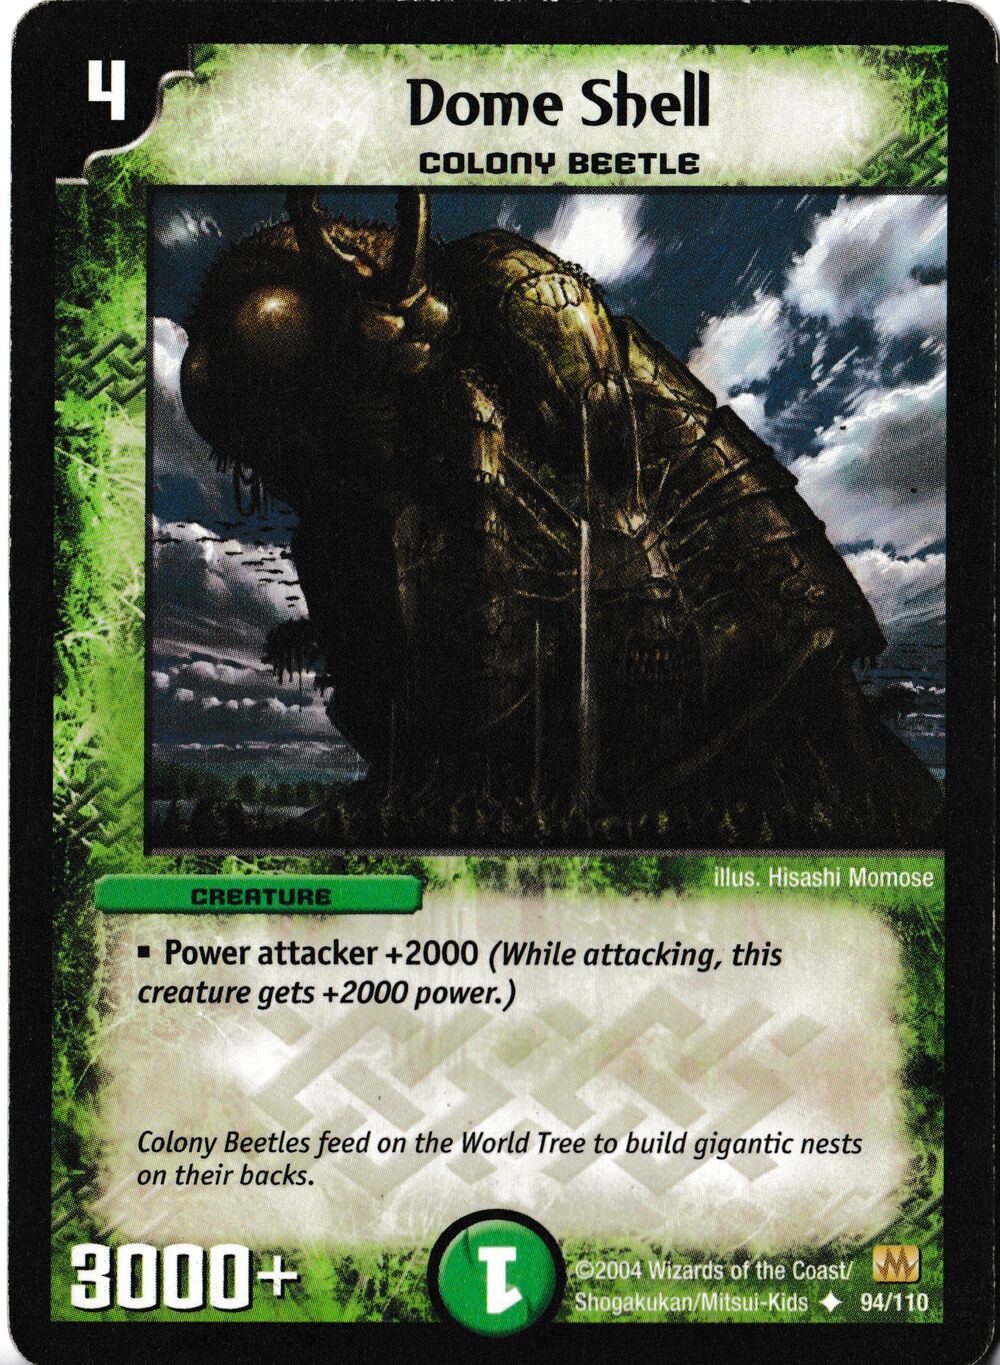 4
Dome Shell
COLONY BEETLE
illus. Hisashi Momose
CREATURE
▪ Power attacker +2000 (While attacking, this
creature gets +2000 power.)
Colony Beetles feed on the World Tree to build gigantic nests
on their backs.
3000+
1
©2004 Wizards of the Coast/
Shogakukan/Mitsui-Kids ✦ 94/110